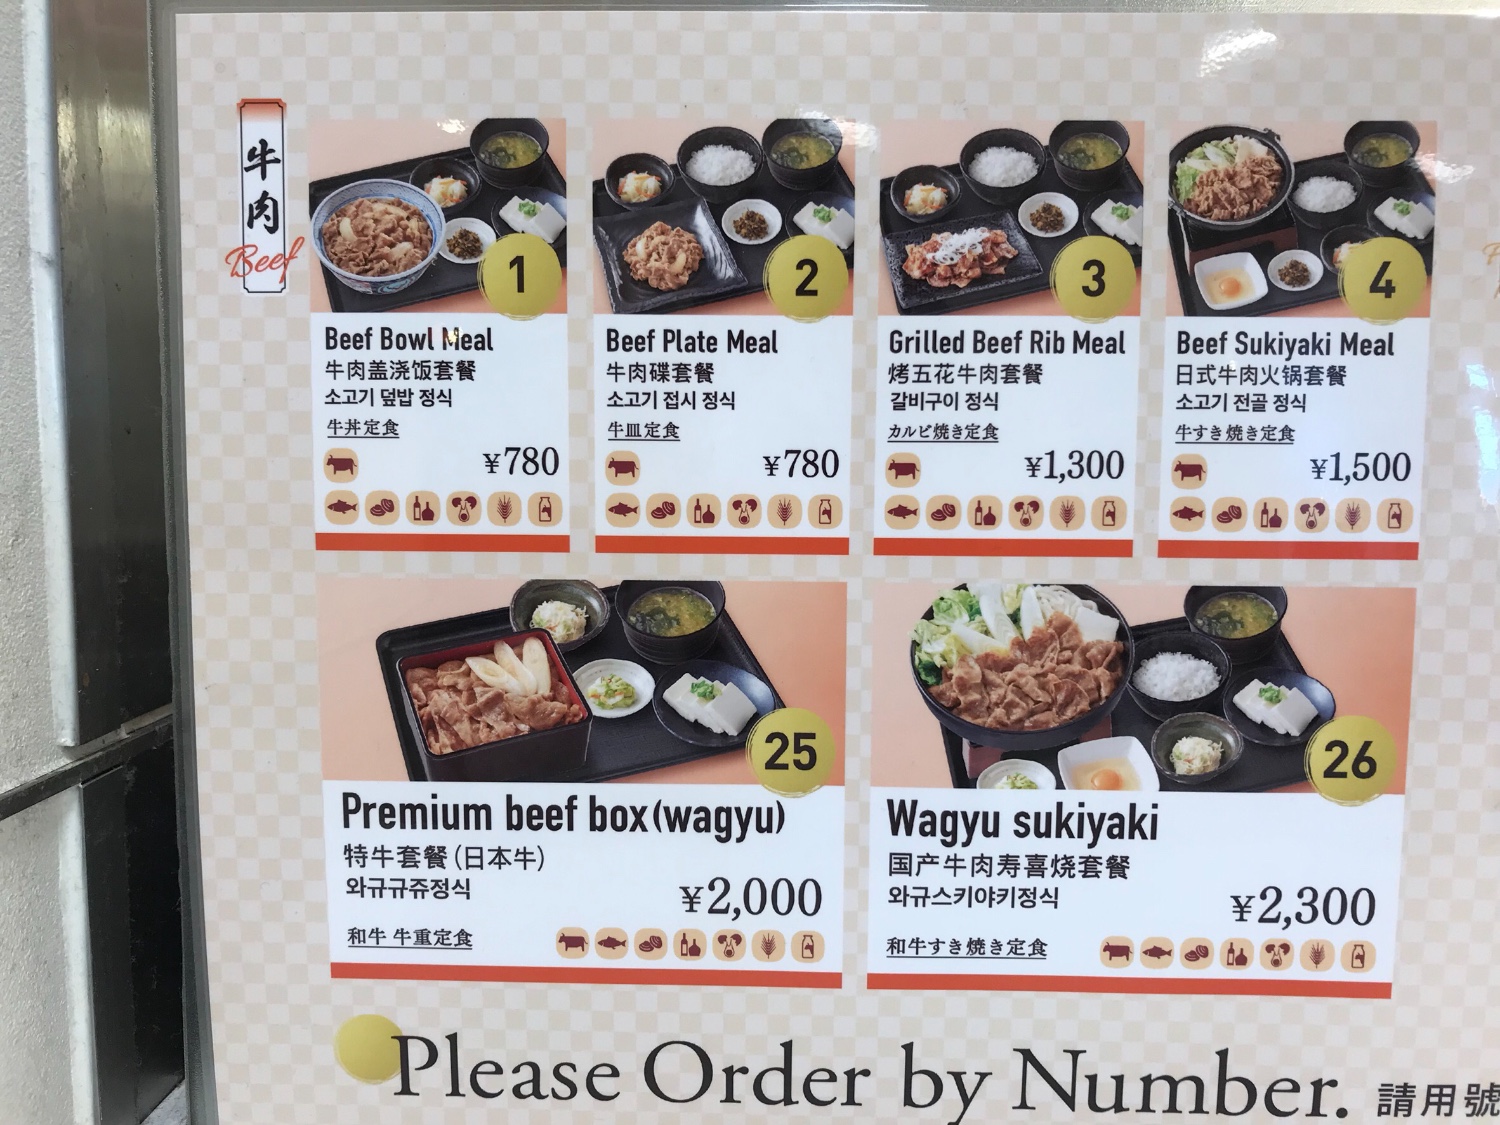 牛肉
Beef
1
Beef Bowl Meal
牛肉盖浇饭套餐
소고기 덮밥 정식
牛丼定食
¥780
2
Beef Plate Meal
牛肉碟套餐
소고기 접시 정식
牛皿定食
¥780
3
Grilled Beef Rib Meal
烤五花牛肉套餐
갈비구이 정식
カルビ焼き定食
¥1,300
4
Beef Sukiyaki Meal
日式牛肉火锅套餐
소고기 전골 정식
牛すき焼き定食
¥1,500
25
Premium beef box(wagyu)
特牛套餐(日本牛)
와규규쥬정식
¥2,000
和牛 牛重定食
26
Wagyu sukiyaki
国产牛肉寿喜烧套餐
와규스키야키정식
¥2,300
和牛すき焼き定食
Please Order by Number. 請用號